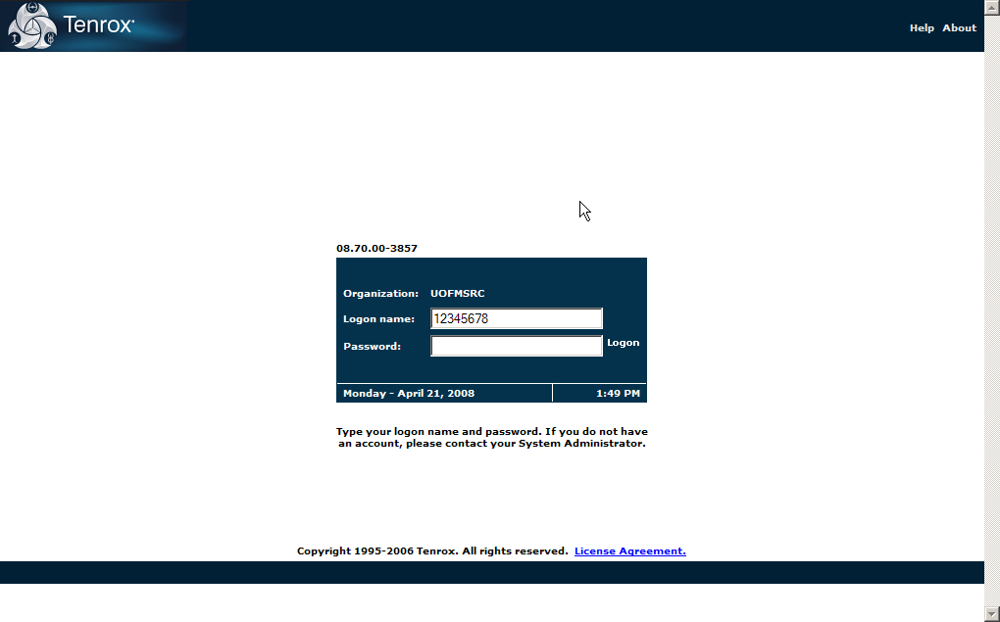 Tenrox
Help About
08.70.00-3857
Organization: UOFMSRC
Logon name: 12345678
Password:
Logon
Monday - April 21, 2008 1:49 PM
Type your logon name and password. If you do not have
an account, please contact your System Administrator.
Copyright 1995-2006 Tenrox. All rights reserved. License Agreement.